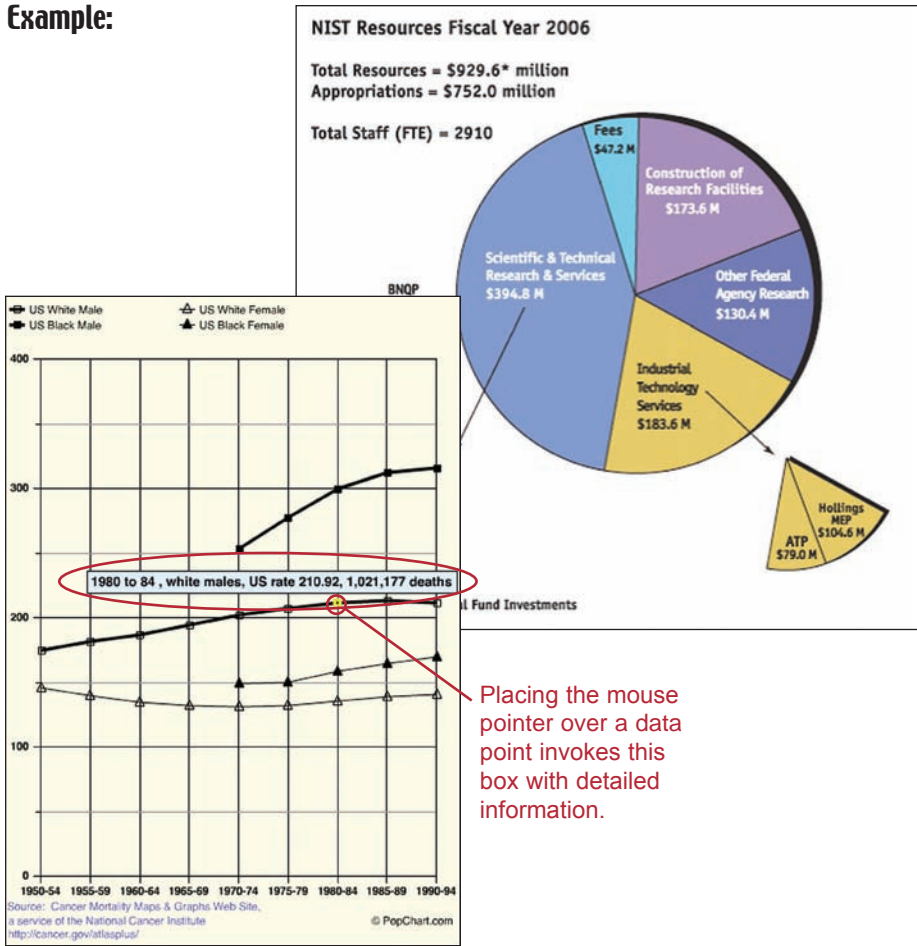 Example:
NIST Resources Fiscal Year 2006
Total Resources = $929.6* million
Appropriations = $752.0 million
Total Staff (FTE) = 2910
Fees
$47.2 M
Construction of
Research Facilities
$173.6 M
Scientific & Technical
Research & Services
$394.8 M
Other Federal
Agency Research
$130.4 M
BNQP
Industrial
Technology
Services
$183.6 M
Hollings
MEP
$104.6 M
ATP
$79.0 M
al Fund Investments
US White Male
US White Female
US Black Male
US Black Female
400
300
1980 to 84 , white males, US rate 210.92, 1,021,177 deaths
200
100
0
1950-54 1955-59 1960-64 1965-69 1970-74 1975-79 1980-84 1985-89 1990-94
Source: Cancer Mortality Maps & Graphs Web Site,
a service of the National Cancer Institute
© PopChart.com
http://cancer.gov/atlasplus/
Placing the mouse
pointer over a data
point invokes this
box with detailed
information.